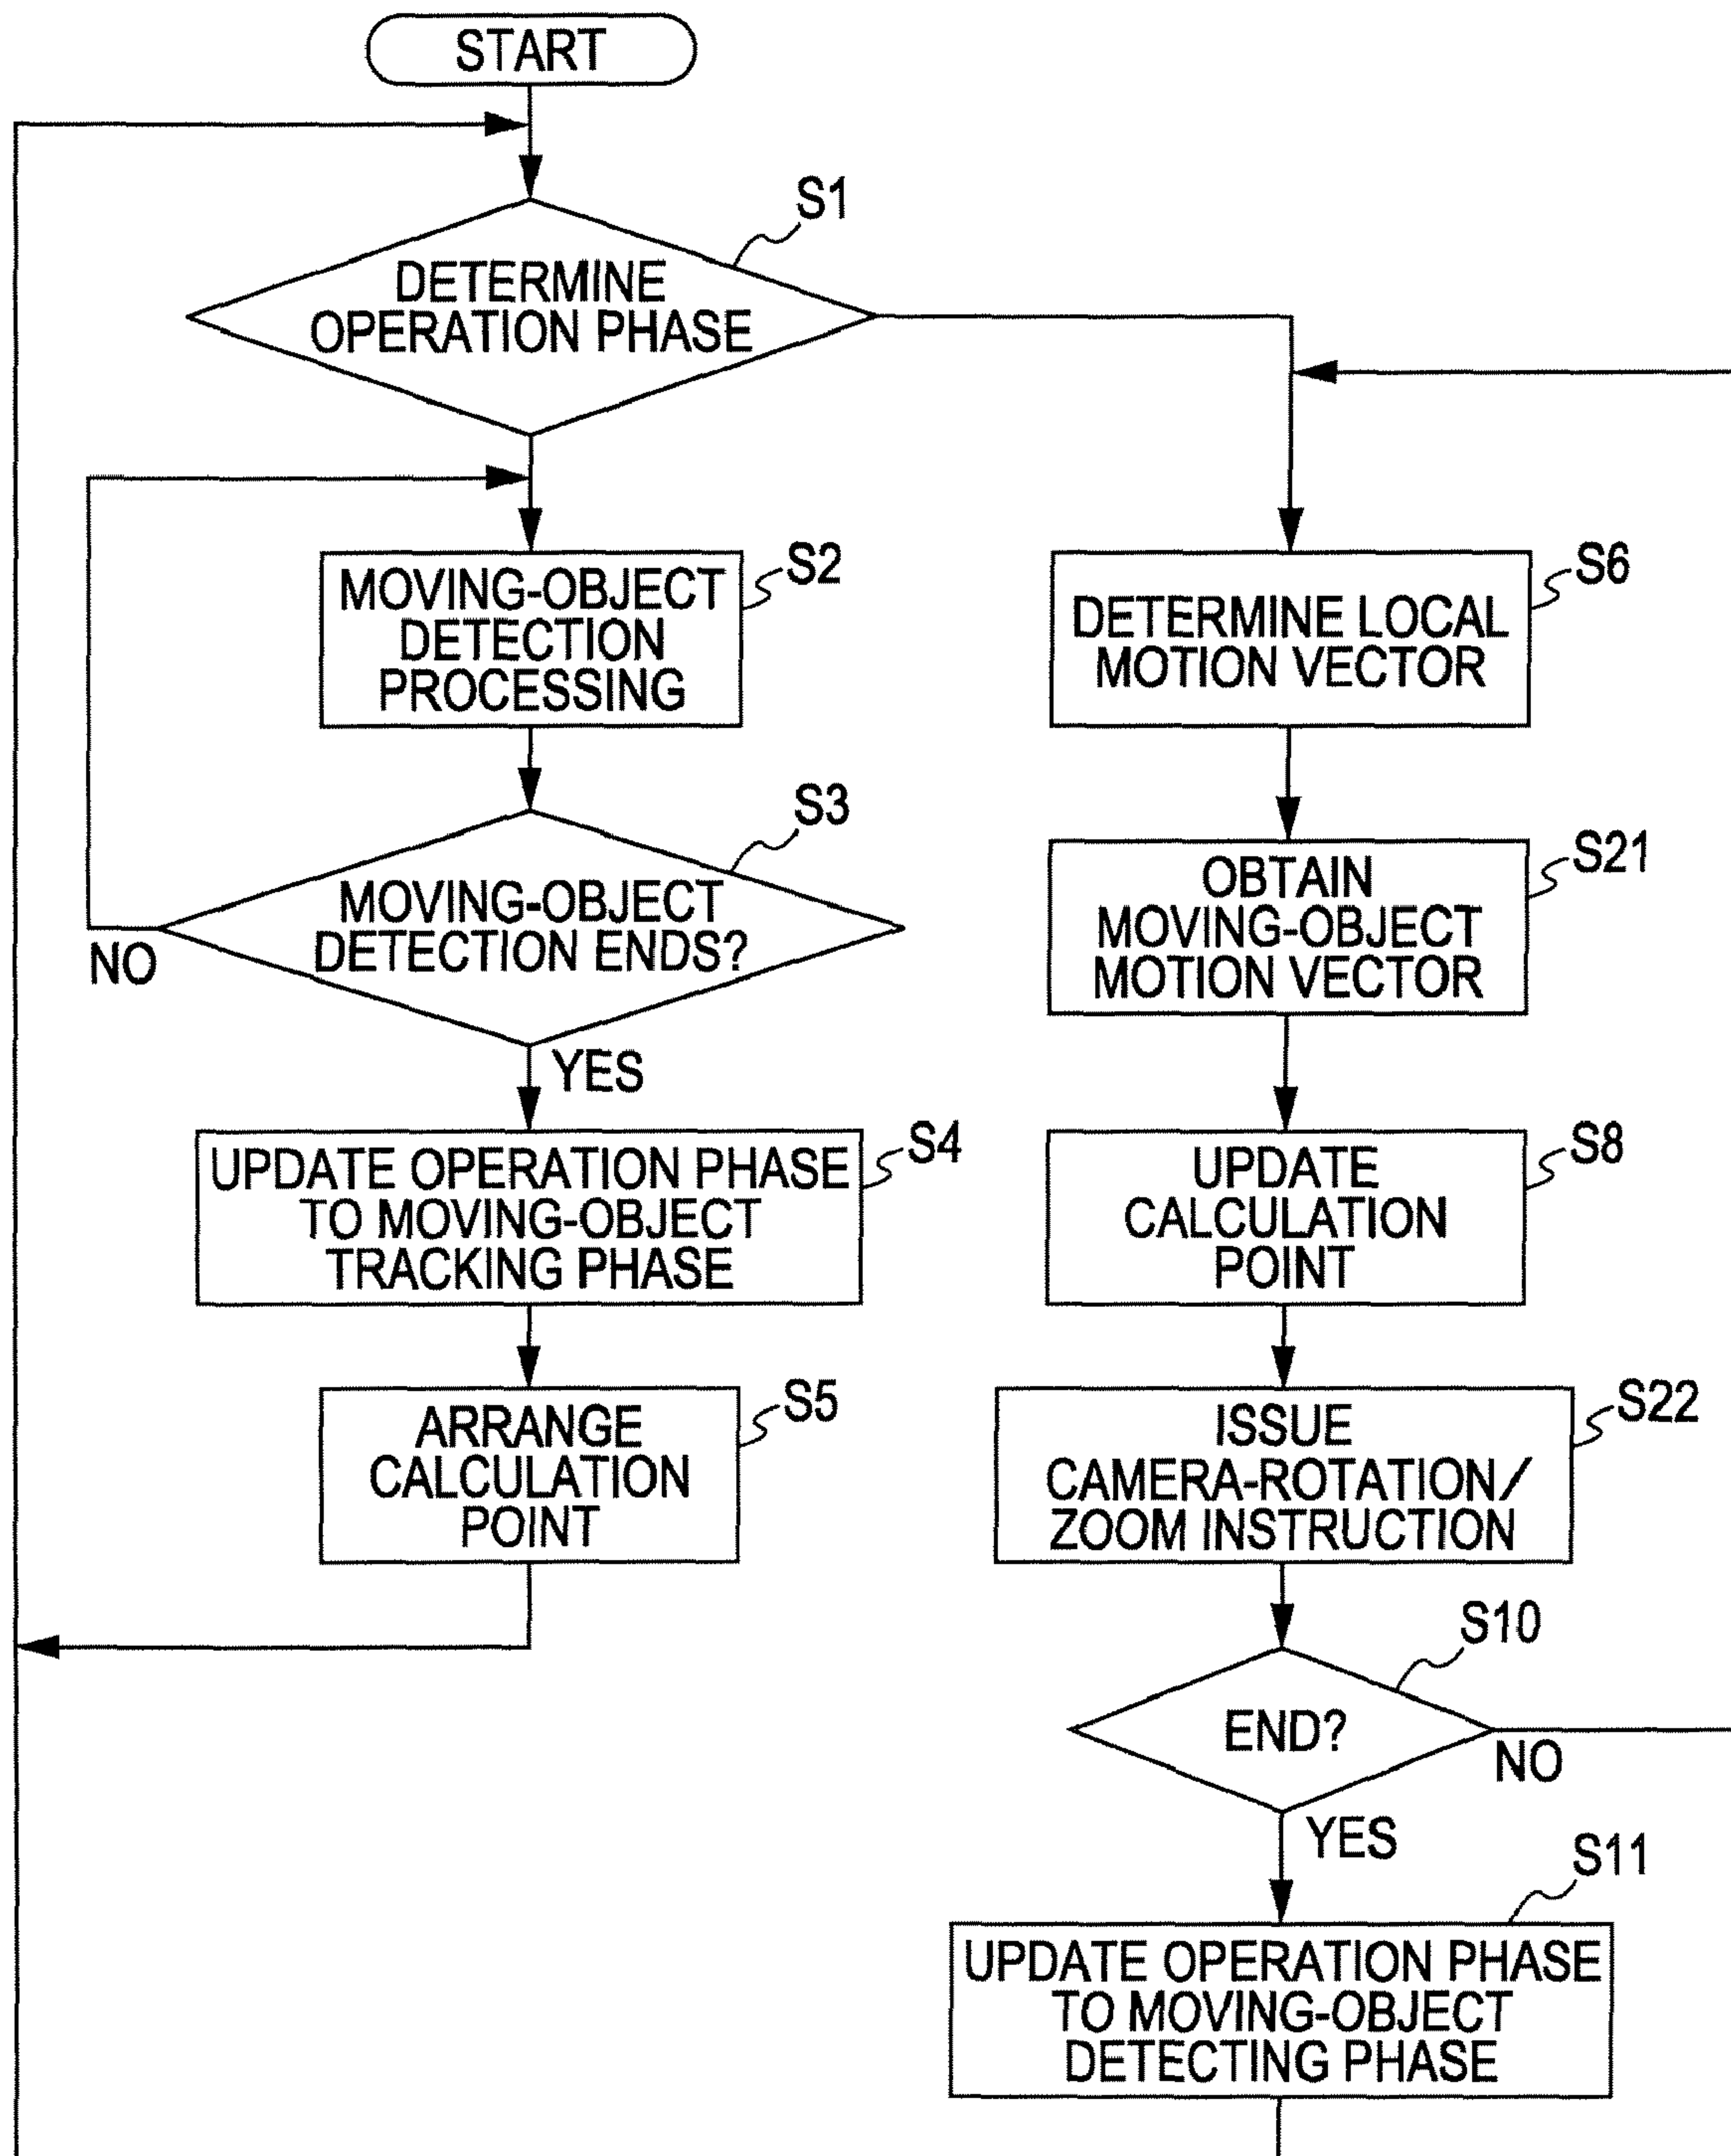 START
S1
DETERMINE
OPERATION PHASE
S2
MOVING-OBJECT
DETECTION
PROCESSING
S3
MOVING-OBJECT
DETECTION ENDS?
NO
YES
S4
UPDATE OPERATION PHASE
TO MOVING-OBJECT
TRACKING PHASE
S5
ARRANGE
CALCULATION
POINT
S6
DETERMINE LOCAL
MOTION VECTOR
S21
OBTAIN
MOVING-OBJECT
MOTION VECTOR
S8
UPDATE
CALCULATION
POINT
S22
ISSUE
CAMERA-ROTATION/
ZOOM INSTRUCTION
S10
END?
NO
YES
S11
UPDATE OPERATION PHASE
TO MOVING-OBJECT
DETECTING PHASE